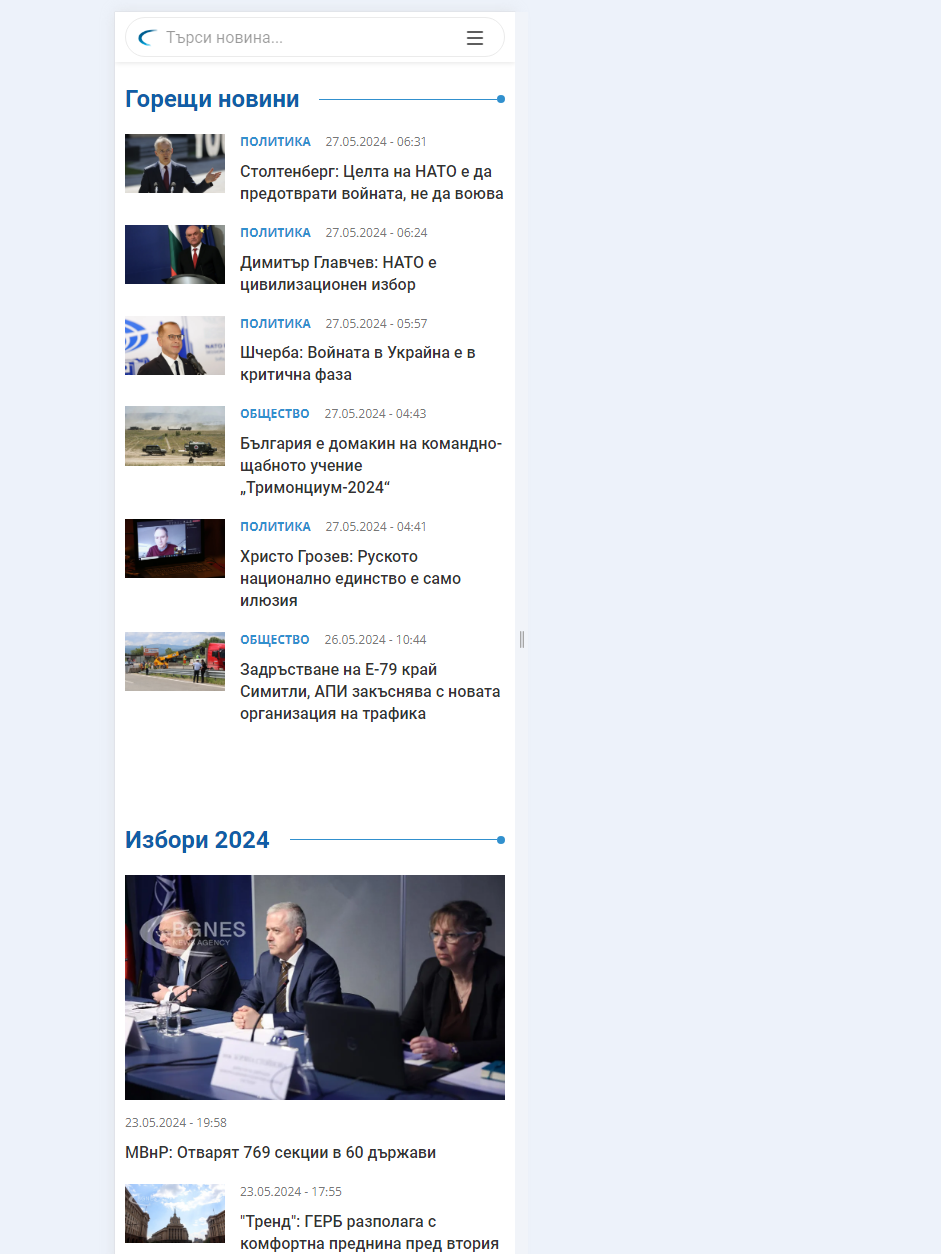 Търси новина...
Горещи новини
ПОЛИТИКА 27.05.2024 - 06:31
Столтенберг: Целта на НАТО е да
предотврати войната, не да воюва
ПОЛИТИКА 27.05.2024 - 06:24
Димитър Главчев: НАТО е
цивилизационен избор
ПОЛИТИКА 27.05.2024 - 05:57
Шчерба: Войната в Украйна е в
критична фаза
ОБЩЕСТВО 27.05.2024 - 04:43
България е домакин на командно-
щабното учение
„Тримонциум-2024“
ПОЛИТИКА 27.05.2024 - 04:41
Христо Грозев: Руското
национално единство е само
илюзия
ОБЩЕСТВО 26.05.2024 - 10:44
Задръстване на Е-79 край
Симитли, АПИ закъснява с новата
организация на трафика
Избори 2024
BGNES
NEWS AGENCY
23.05.2024 - 19:58
МВнР: Отварят 769 секции в 60 държави
23.05.2024 - 17:55
"Тренд": ГЕРБ разполага с
комфортна преднина пред втория